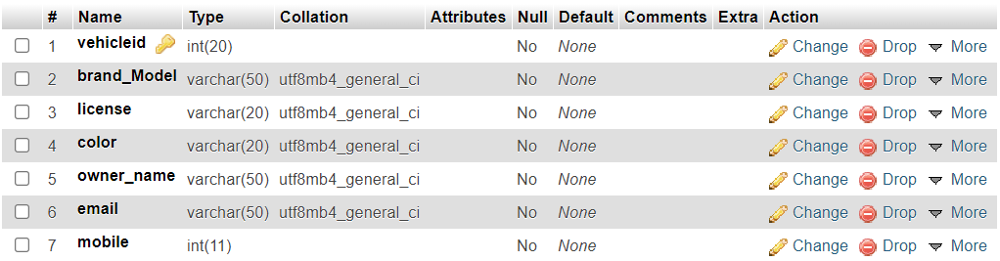 # Name Type Collation Attributes Null Default Comments Extra Action
1 vehicleid int(20) No None Change Drop More
2 brand_Model varchar(50) utf8mb4_general_ci No None Change Drop More
3 license varchar(20) utf8mb4_general_ci No None Change Drop More
4 color varchar(20) utf8mb4_general_ci No None Change Drop More
5 owner_name varchar(50) utf8mb4_general_ci No None Change Drop More
6 email varchar(50) utf8mb4_general_ci No None Change Drop More
7 mobile int(11) No None Change Drop More